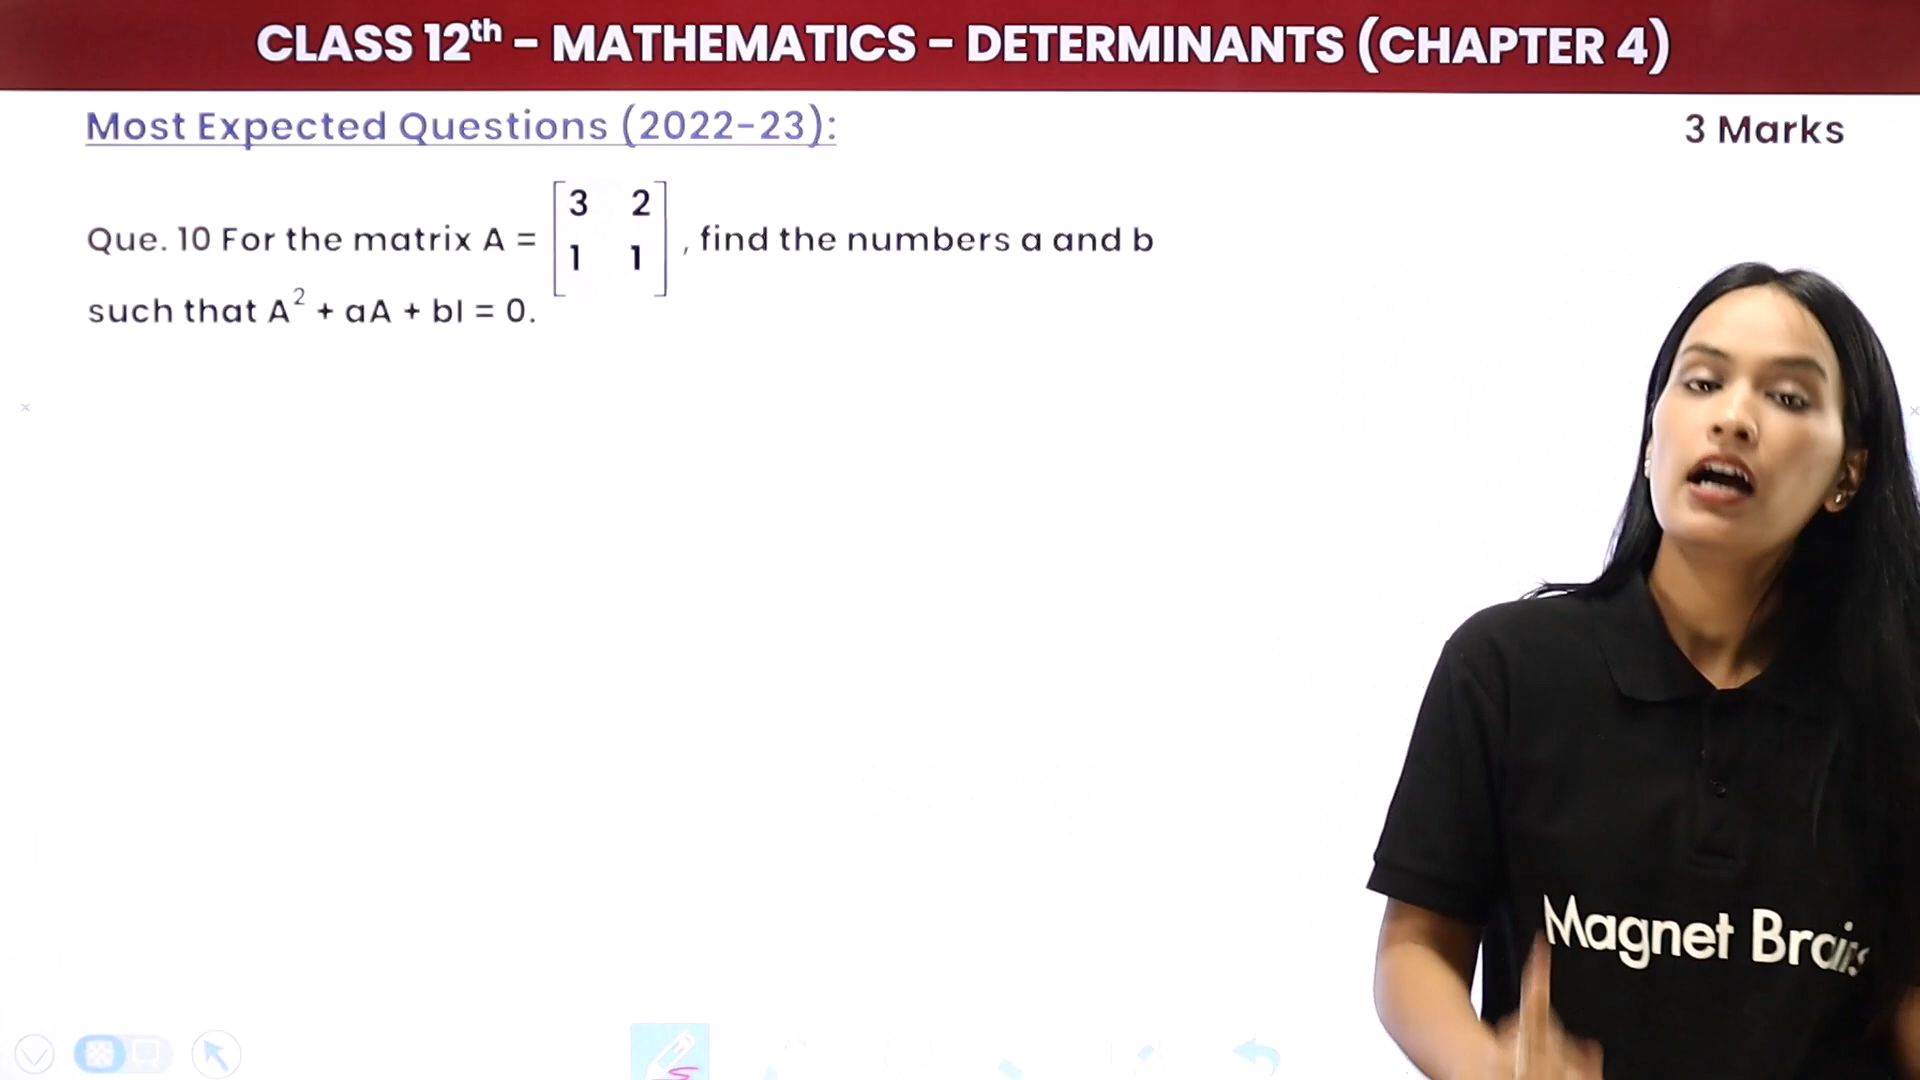 CLASS 12th - MATHEMATICS - DETERMINANTS (CHAPTER 4)
Most Expected Questions (2022-23):
3 Marks
Que. 10 For the matrix A = [3 2
1 1] , find the numbers a and b
such that A² + aA + bI = 0.
Magnet Brains